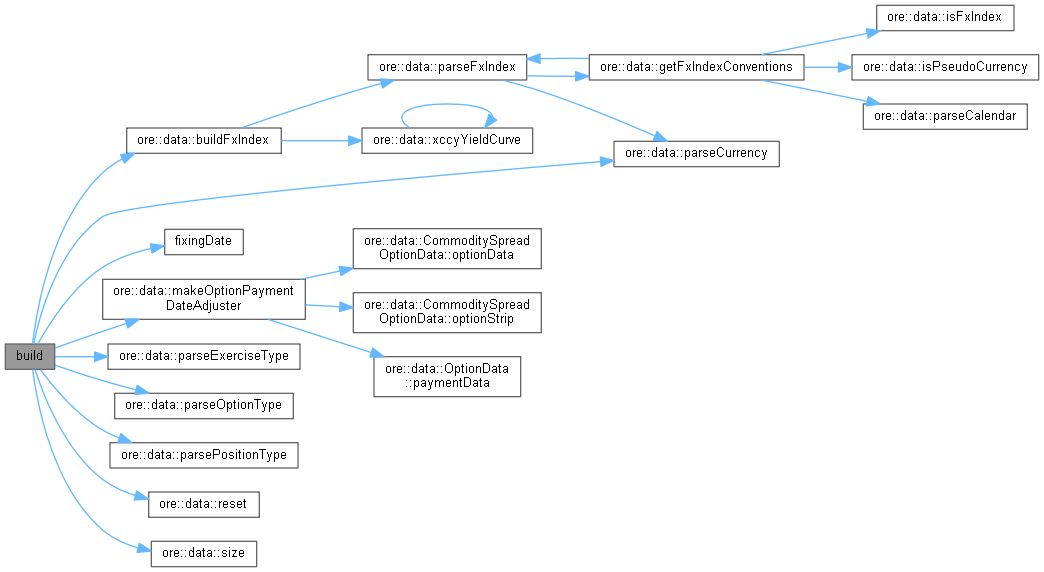 ore::data::isFxIndex
ore::data::parseFxIndex
ore::data::getFxIndexConventions
ore::data::isPseudoCurrency
ore::data::parseCalendar
ore::data::buildFxIndex
ore::data::xccyYieldCurve
ore::data::parseCurrency
fixingDate
ore::data::CommoditySpread
OptionData::optionData
ore::data::makeOptionPayment
DateAdjuster
ore::data::CommoditySpread
OptionData::optionStrip
build
ore::data::parseExerciseType
ore::data::OptionData
::paymentData
ore::data::parseOptionType
ore::data::parsePositionType
ore::data::reset
ore::data::size